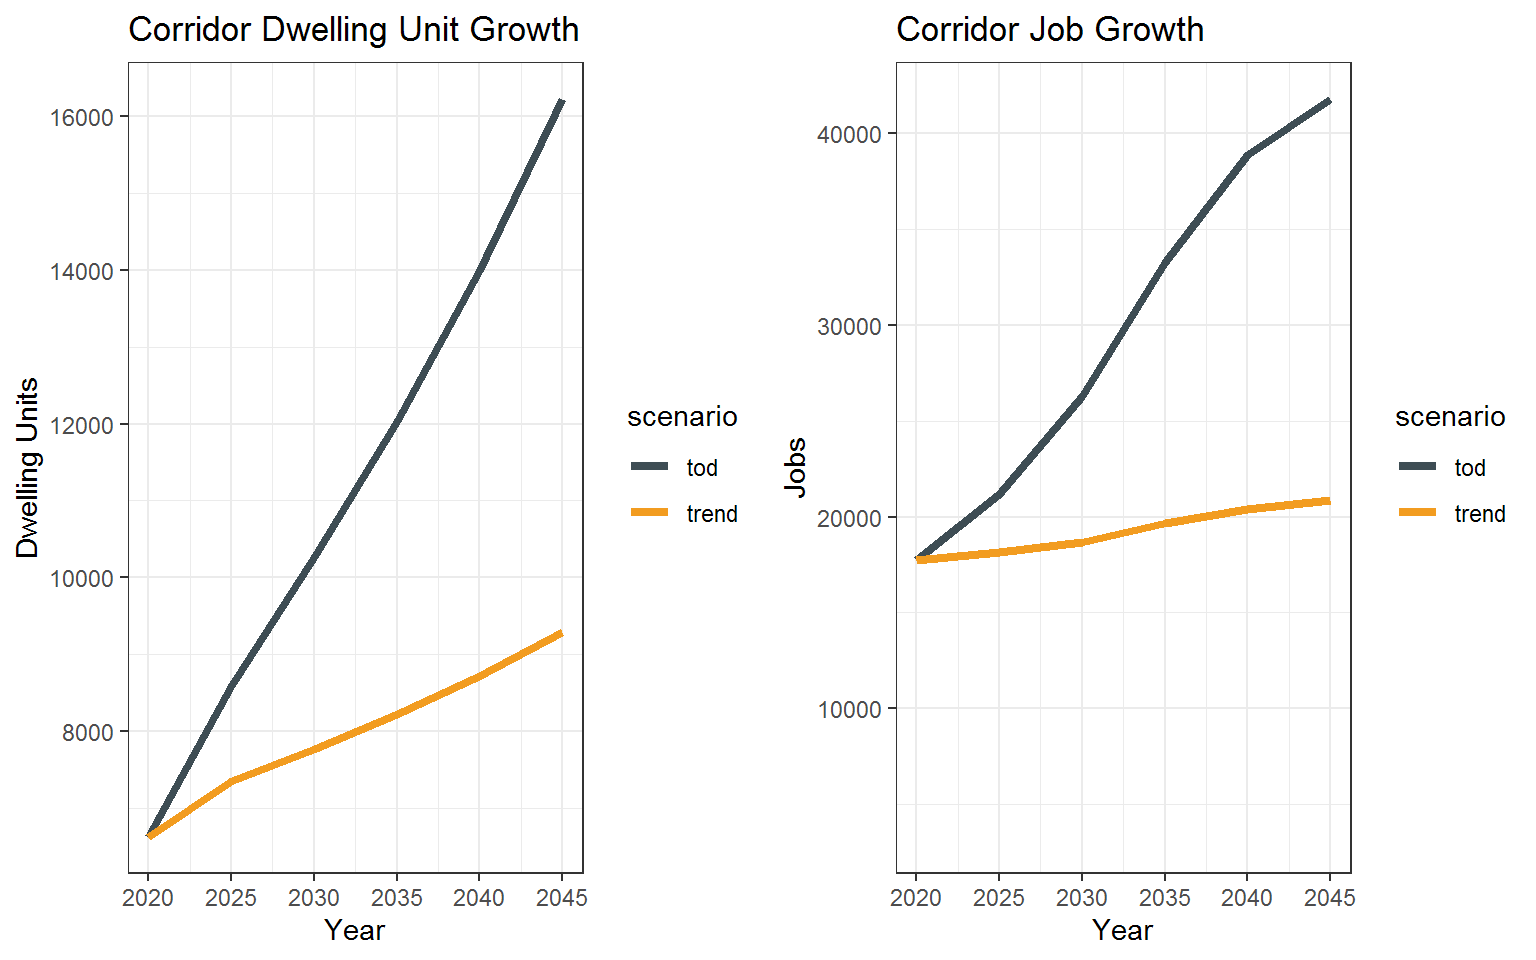 Corridor Dwelling Unit Growth
Dwelling Units
16000
14000
12000
10000
8000
2020 2025 2030 2035 2040 2045
Year
scenario
tod
trend
Corridor Job Growth
Jobs
40000
30000
20000
10000
2020 2025 2030 2035 2040 2045
Year
scenario
tod
trend